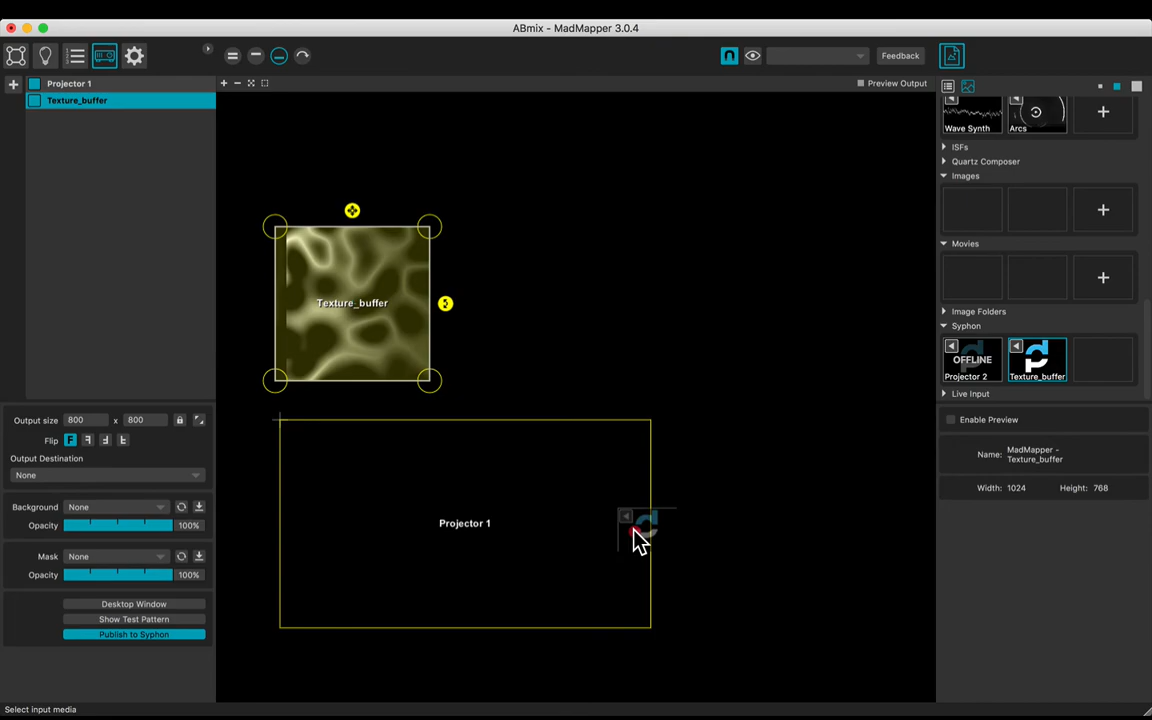 ABmix - MadMapper 3.0.4
Feedback
Projector 1
Texture_buffer
Preview Output
Wave Synth
Arcs
ISFs
Quartz Composer
Images
Movies
Image Folders
Syphon
OFFLINE
Projector 2
Texture_buffer
Live Input
Texture_buffer
Projector 1
Output size 800 x 800
Flip F
Output Destination
None
Background None
Opacity 100%
Mask None
Opacity 100%
Desktop Window
Show Test Pattern
Publish to Syphon
Enable Preview
Name: MadMapper -
Texture_buffer
Width: 1024 Height: 768
Select input media